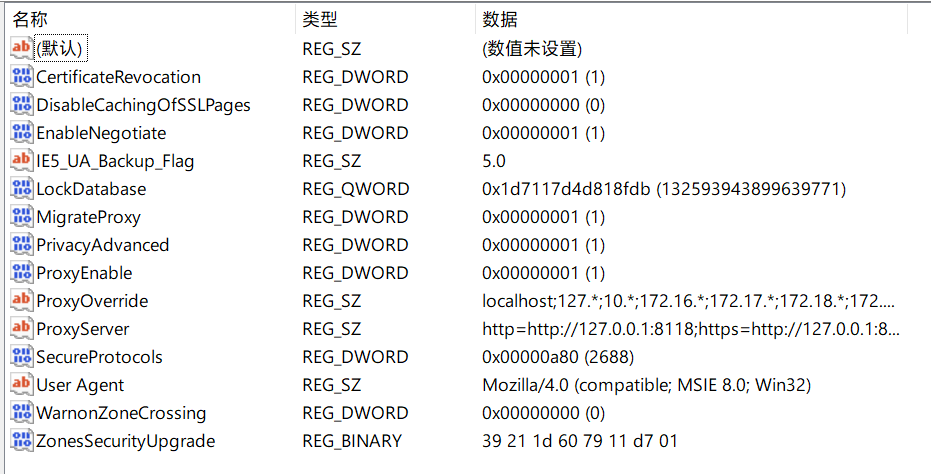 名称 类型 数据
(默认) REG_SZ (数值未设置)
CertificateRevocation REG_DWORD 0x00000001 (1)
DisableCachingOfSSLPages REG_DWORD 0x00000000 (0)
EnableNegotiate REG_DWORD 0x00000001 (1)
IE5_UA_Backup_Flag REG_SZ 5.0
LockDatabase REG_QWORD 0x1d7117d4d818fdb (132593943899639771)
MigrateProxy REG_DWORD 0x00000001 (1)
PrivacyAdvanced REG_DWORD 0x00000001 (1)
ProxyEnable REG_DWORD 0x00000001 (1)
ProxyOverride REG_SZ localhost;127.*;10.*;172.16.*;172.17.*;172.18.*;172....
ProxyServer REG_SZ http=http://127.0.0.1:8118;https=http://127.0.0.1:8...
SecureProtocols REG_DWORD 0x00000a80 (2688)
User Agent REG_SZ Mozilla/4.0 (compatible; MSIE 8.0; Win32)
WarnonZoneCrossing REG_DWORD 0x00000000 (0)
ZonesSecurityUpgrade REG_BINARY 39 21 1d 60 79 11 d7 01